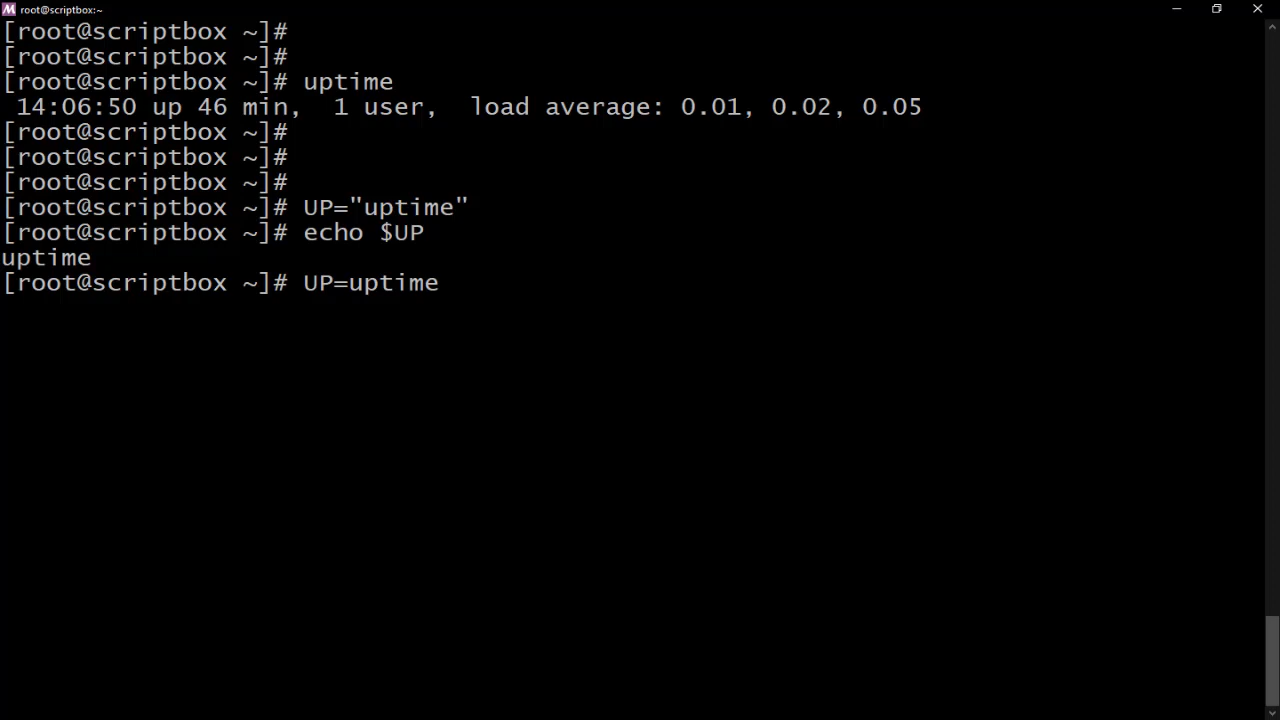 root@scriptbox:~
[root@scriptbox ~]#
[root@scriptbox ~]#
[root@scriptbox ~]# uptime
 14:06:50 up 46 min,  1 user,  load average: 0.01, 0.02, 0.05
[root@scriptbox ~]#
[root@scriptbox ~]#
[root@scriptbox ~]#
[root@scriptbox ~]# UP="uptime"
[root@scriptbox ~]# echo $UP
uptime
[root@scriptbox ~]# UP=uptime